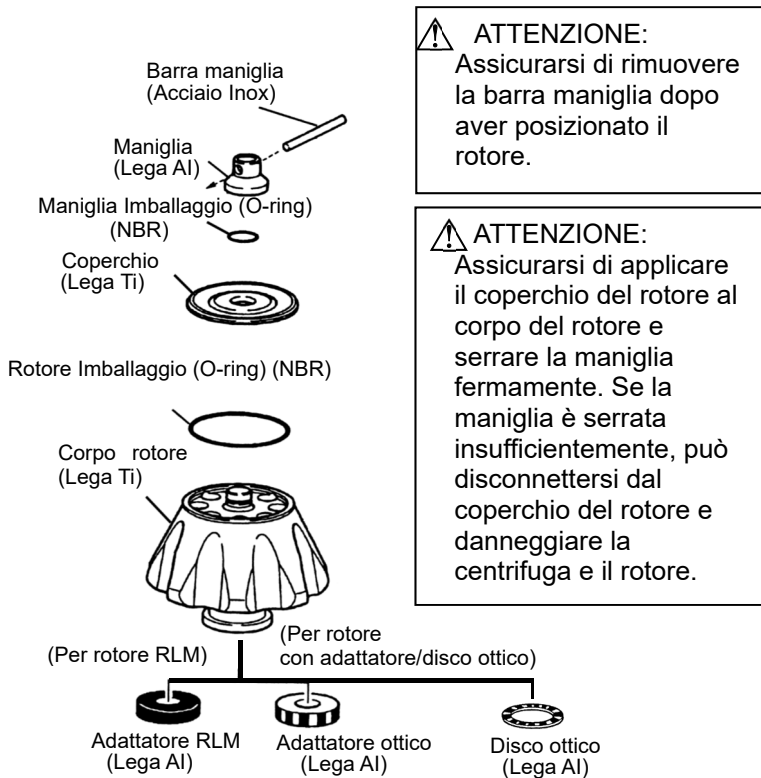 Barra maniglia
(Acciaio Inox)
Maniglia
(Lega Al)
Maniglia Imballaggio (O-ring)
(NBR)
Coperchio
(Lega Ti)
Rotore Imballaggio (O-ring) (NBR)
Corpo rotore
(Lega Ti)
(Per rotore RLM)
(Per rotore
con adattatore/disco ottico)
Adattatore RLM
(Lega Al)
Adattatore ottico
(Lega Al)
Disco ottico
(Lega Al)
ATTENZIONE:
Assicurarsi di rimuovere
la barra maniglia dopo
aver posizionato il
rotore.
ATTENZIONE:
Assicurarsi di applicare
il coperchio del rotore al
corpo del rotore e
serrare la maniglia
fermamente. Se la
maniglia è serrata
insufficientemente, può
disconnettersi dal
coperchio del rotore e
danneggiare la
centrifuga e il rotore.